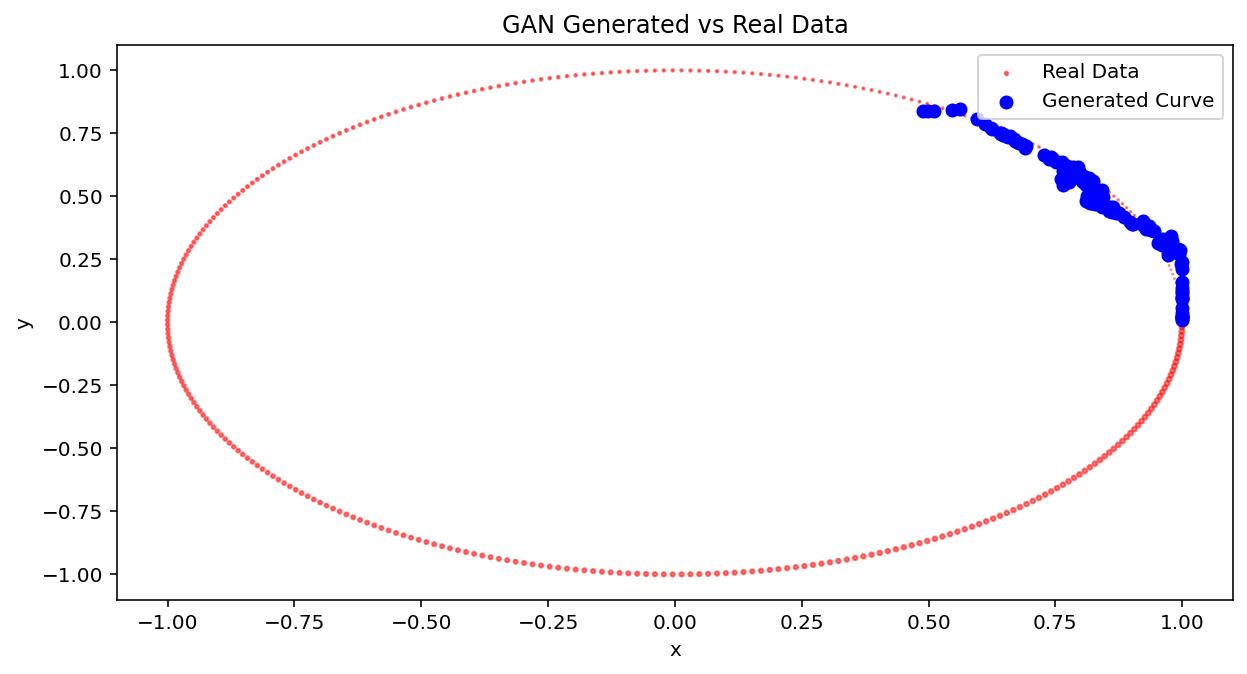 GAN Generated vs Real Data
Real Data
Generated Curve
y
1.00
0.75
0.50
0.25
0.00
−0.25
−0.50
−0.75
−1.00
−1.00 −0.75 −0.50 −0.25 0.00 0.25 0.50 0.75 1.00
x